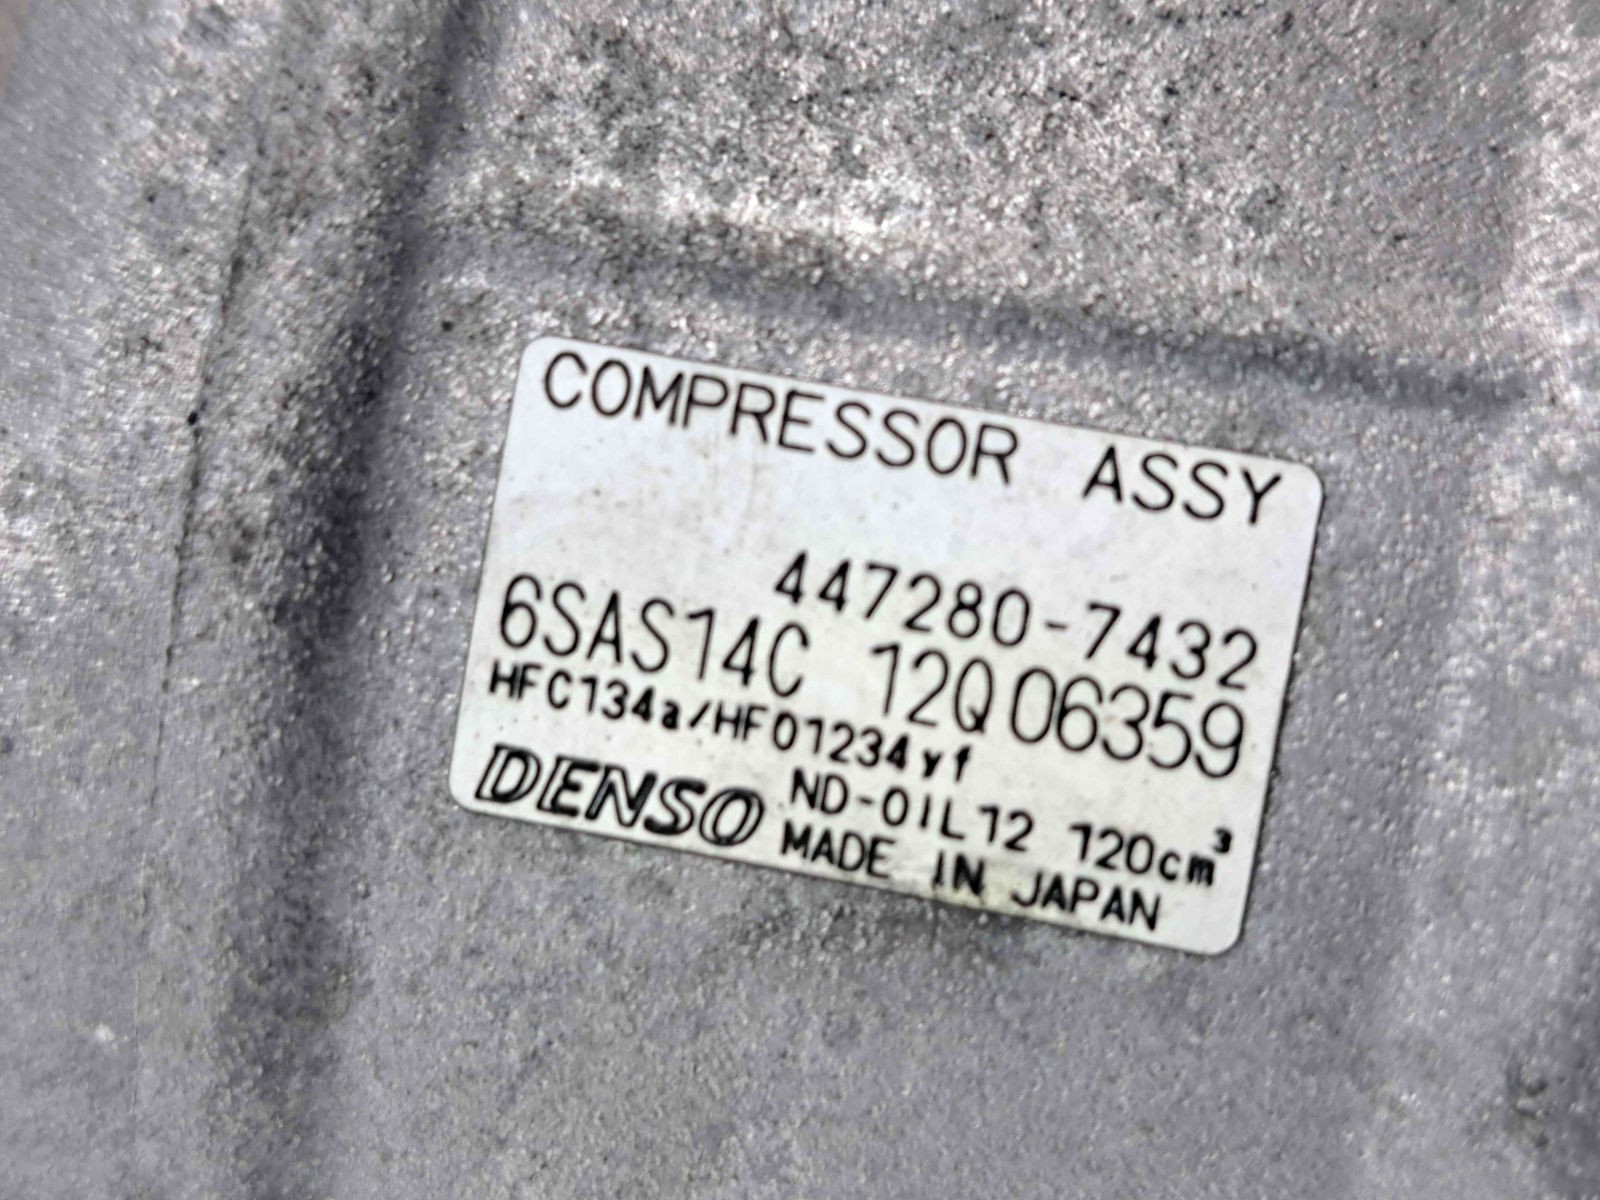 COMPRESSOR ASSY
447280-7432
6SAS14C 12Q06359
HFC134a/HFO1234yf
ND-OIL12 120cm³
DENSO MADE IN JAPAN